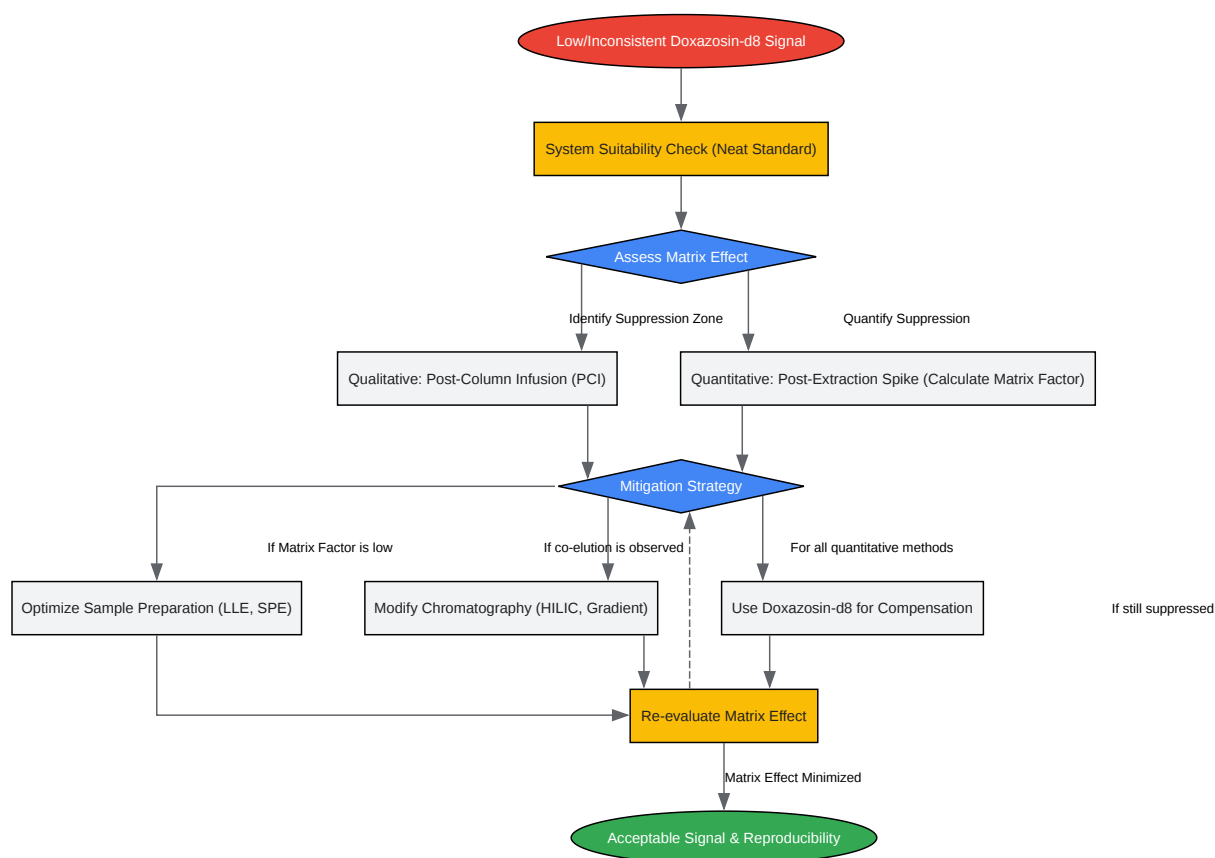 Low/Inconsistent Doxazosin-d8 Signal
System Suitability Check (Neat Standard)
Assess Matrix Effect
Identify Suppression Zone
Quantify Suppression
Qualitative: Post-Column Infusion (PCI)
Quantitative: Post-Extraction Spike (Calculate Matrix Factor)
Mitigation Strategy
If Matrix Factor is low
If co-elution is observed
For all quantitative methods
Optimize Sample Preparation (LLE, SPE)
Modify Chromatography (HILIC, Gradient)
Use Doxazosin-d8 for Compensation
If still suppressed
Re-evaluate Matrix Effect
Matrix Effect Minimized
Acceptable Signal & Reproducibility